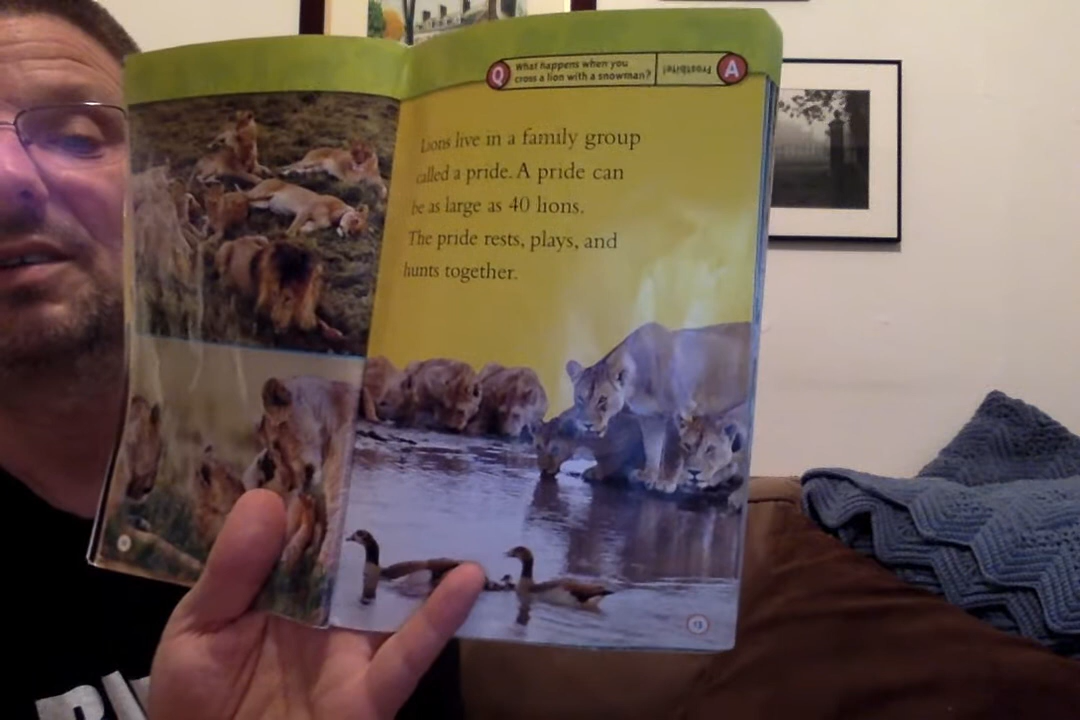 Q What happens when you
cross a lion with a snowman?
Frostbite! A
Lions live in a family group
called a pride. A pride can
be as large as 40 lions.
The pride rests, plays, and
hunts together.
13